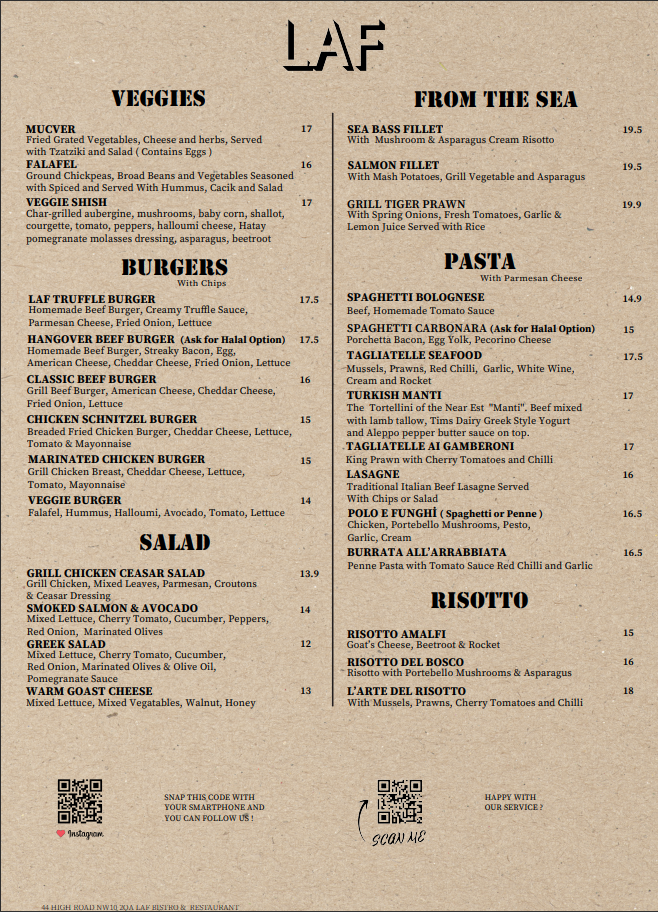 LAF
VEGGIES
MUCVER 17
Fried Grated Vegetables, Cheese and herbs, Served
with Tzatziki and Salad ( Contains Eggs )
FALAFEL 16
Ground Chickpeas, Broad Beans and Vegetables Seasoned
with Spiced and Served With Hummus, Cacik and Salad
VEGGIE SHISH 17
Char-grilled aubergine, mushrooms, baby corn, shallot,
courgette, tomato, peppers, halloumi cheese, Hatay
pomegranate molasses dressing, asparagus, beetroot
BURGERS
With Chips
LAF TRUFFLE BURGER 17.5
Homemade Beef Burger, Creamy Truffle Sauce,
Parmesan Cheese, Fried Onion, Lettuce
HANGOVER BEEF BURGER (Ask for Halal Option) 17.5
Homemade Beef Burger, Streaky Bacon, Egg,
American Cheese, Cheddar Cheese, Fried Onion, Lettuce
CLASSIC BEEF BURGER 16
Grill Beef Burger, American Cheese, Cheddar Cheese,
Fried Onion, Lettuce
CHICKEN SCHNITZEL BURGER 15
Breaded Fried Chicken Burger, Cheddar Cheese, Lettuce,
Tomato & Mayonnaise
MARINATED CHICKEN BURGER 15
Grill Chicken Breast, Cheddar Cheese, Lettuce,
Tomato, Mayonnaise
VEGGIE BURGER 14
Falafel, Hummus, Halloumi, Avocado, Tomato, Lettuce
SALAD
GRILL CHICKEN CEASAR SALAD 13.9
Grill Chicken, Mixed Leaves, Parmesan, Croutons
& Ceasar Dressing
SMOKED SALMON & AVOCADO 14
Mixed Lettuce, Cherry Tomato, Cucumber, Peppers,
Red Onion, Marinated Olives
GREEK SALAD 12
Mixed Lettuce, Cherry Tomato, Cucumber,
Red Onion, Marinated Olives & Olive Oil,
Pomegranate Sauce
WARM GOAST CHEESE 13
Mixed Lettuce, Mixed Vegatables, Walnut, Honey
FROM THE SEA
SEA BASS FILLET 19.5
With Mushroom & Asparagus Cream Risotto
SALMON FILLET 19.5
With Mash Potatoes, Grill Vegetable and Asparagus
GRILL TIGER PRAWN 19.9
With Spring Onions, Fresh Tomatoes, Garlic &
Lemon Juice Served with Rice
PASTA
With Parmesan Cheese
SPAGHETTI BOLOGNESE 14.9
Beef, Homemade Tomato Sauce
SPAGHETTI CARBONARA (Ask for Halal Option) 15
Porchetta Bacon, Egg Yolk, Pecorino Cheese
TAGLIATELLE SEAFOOD 17.5
Mussels, Prawns, Red Chilli, Garlic, White Wine,
Cream and Rocket
TURKISH MANTI 17
The Tortellini of the Near Est "Manti". Beef mixed
with lamb tallow, Tims Dairy Greek Style Yogurt
and Aleppo pepper butter sauce on top.
TAGLIATELLE AI GAMBERONI 17
King Prawn with Cherry Tomatoes and Chilli
LASAGNE 16
Traditional Italian Beef Lasagne Served
With Chips or Salad
POLO E FUNGHİ ( Spaghetti or Penne ) 16.5
Chicken, Portebello Mushrooms, Pesto,
Garlic, Cream
BURRATA ALL'ARRABBIATA 16.5
Penne Pasta with Tomato Sauce Red Chilli and Garlic
RISOTTO
RISOTTO AMALFI 15
Goat's Cheese, Beetroot & Rocket
RISOTTO DEL BOSCO 16
Risotto with Portebello Mushrooms & Asparagus
L'ARTE DEL RISOTTO 18
With Mussels, Prawns, Cherry Tomatoes and Chilli
Instagram
SNAP THIS CODE WITH
YOUR SMARTPHONE AND
YOU CAN FOLLOW US !
SCAN ME
HAPPY WITH
OUR SERVICE ?
44 HIGH ROAD NW10 2QA LAF BISTRO & RESTAURANT